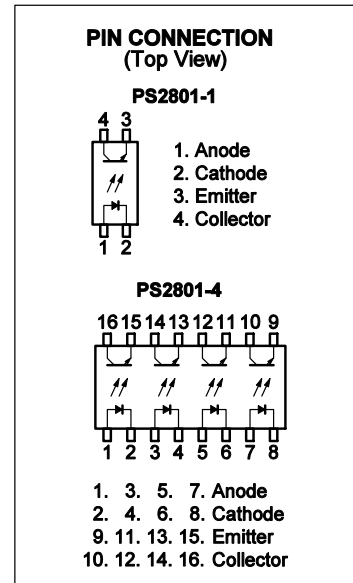 PIN CONNECTION
(Top View)
PS2801-1
4 3
1. Anode
2. Cathode
3. Emitter
4. Collector
1 2
PS2801-4
16 15 14 13 12 11 10 9
1 2 3 4 5 6 7 8
1. 3. 5. 7. Anode
2. 4. 6. 8. Cathode
9. 11. 13. 15. Emitter
10. 12. 14. 16. Collector